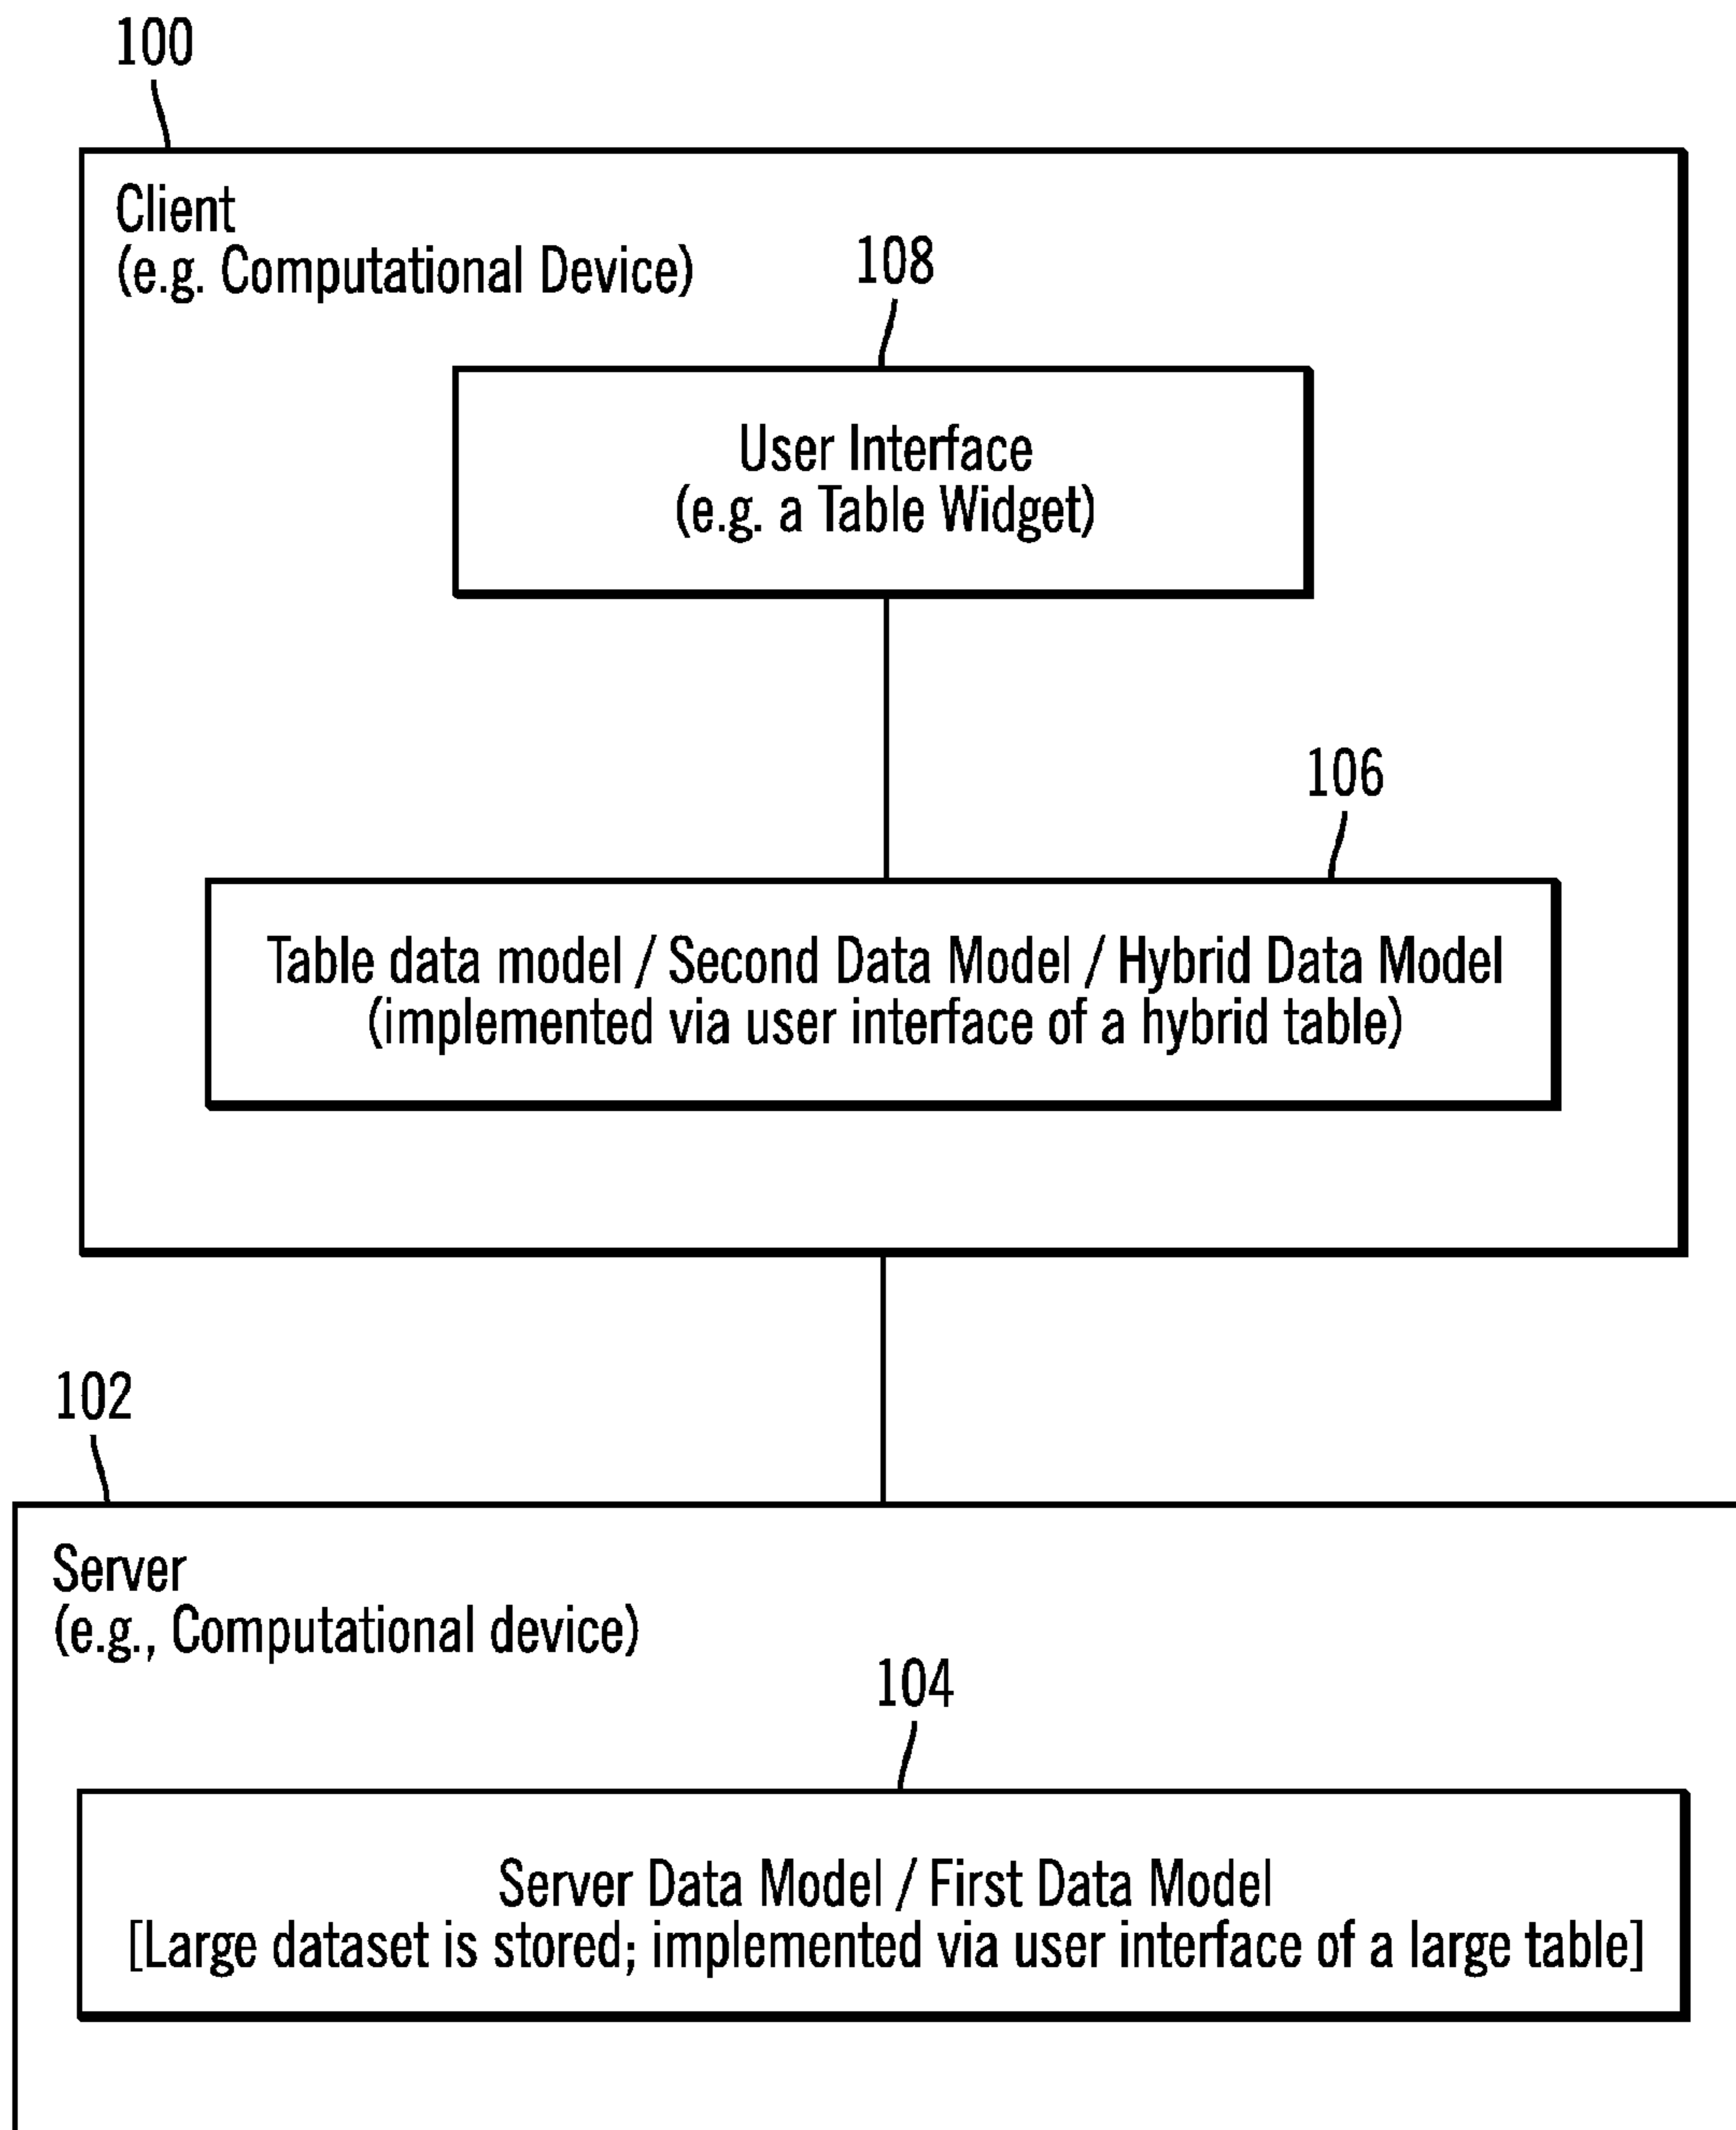 100
Client
(e.g. Computational Device)
108
User Interface
(e.g. a Table Widget)
106
Table data model / Second Data Model / Hybrid Data Model
(implemented via user interface of a hybrid table)
102
Server
(e.g., Computational device)
104
Server Data Model / First Data Model
[Large dataset is stored; implemented via user interface of a large table]